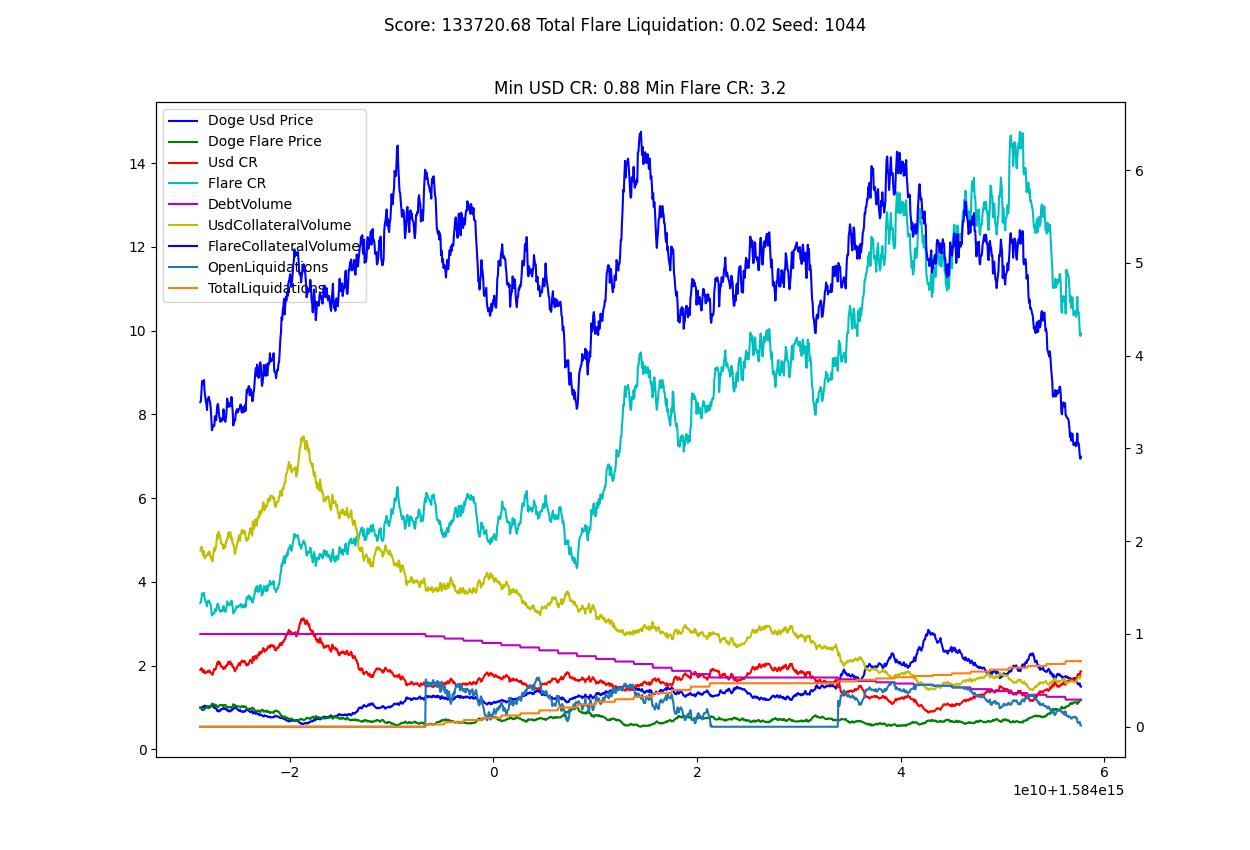 Score: 133720.68 Total Flare Liquidation: 0.02 Seed: 1044
Min USD CR: 0.88 Min Flare CR: 3.2
Doge Usd Price
Doge Flare Price
Usd CR
Flare CR
DebtVolume
UsdCollateralVolume
FlareCollateralVolume
OpenLiquidations
TotalLiquidations
14
12
10
8
6
4
2
0
6
5
4
3
2
1
0
−2
0
2
4
6
1e10+1.584e15